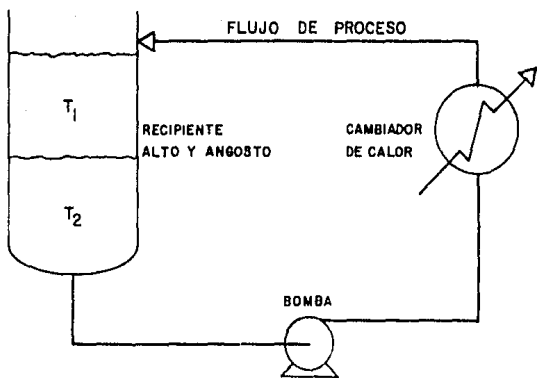 FLUJO DE PROCESO
T1
RECIPIENTE
ALTO Y ANGOSTO
CAMBIADOR
DE CALOR
T2
BOMBA